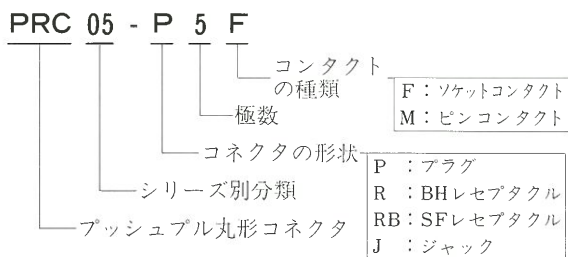 PRC 05 - P 5 F
コンタクト
の種類
F：ソケットコンタクト
M：ピンコンタクト
極数
コネクタの形状
P ：プラグ
R ：BHレセプタクル
RB：SFレセプタクル
J ：ジャック
シリーズ別分類
プッシュプル丸形コネクタ